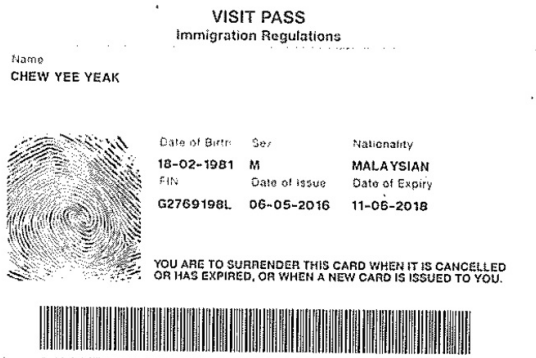 VISIT PASS
Immigration Regulations
Name
CHEW YEE YEAK
Date of Birth Sex Nationality
18-02-1981 M MALAYSIAN
FIN Date of Issue Date of Expiry
G2769198L 06-05-2016 11-06-2018
YOU ARE TO SURRENDER THIS CARD WHEN IT IS CANCELLED
OR HAS EXPIRED, OR WHEN A NEW CARD IS ISSUED TO YOU.